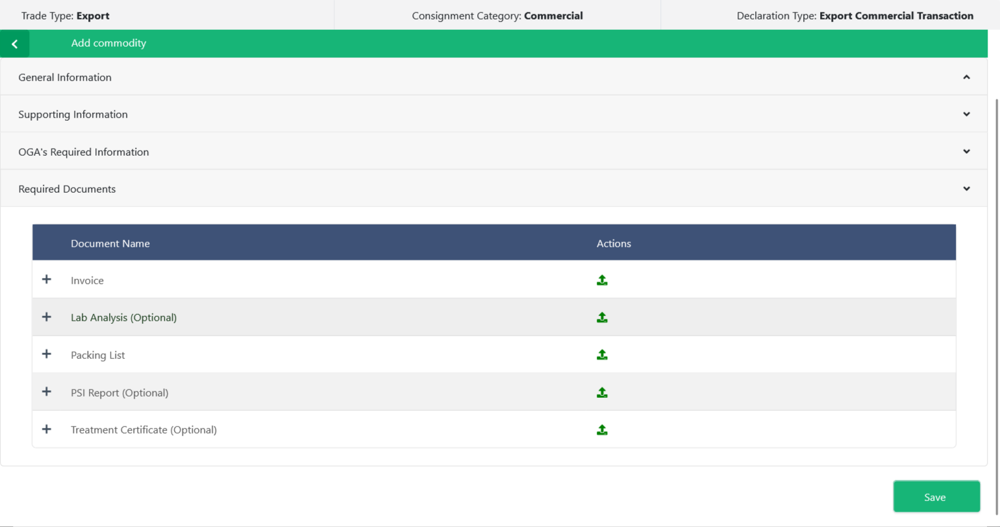 Trade Type: Export
Consignment Category: Commercial
Declaration Type: Export Commercial Transaction
Add commodity
General Information
Supporting Information
OGA's Required Information
Required Documents
Document Name
Actions
Invoice
Lab Analysis (Optional)
Packing List
PSI Report (Optional)
Treatment Certificate (Optional)
Save